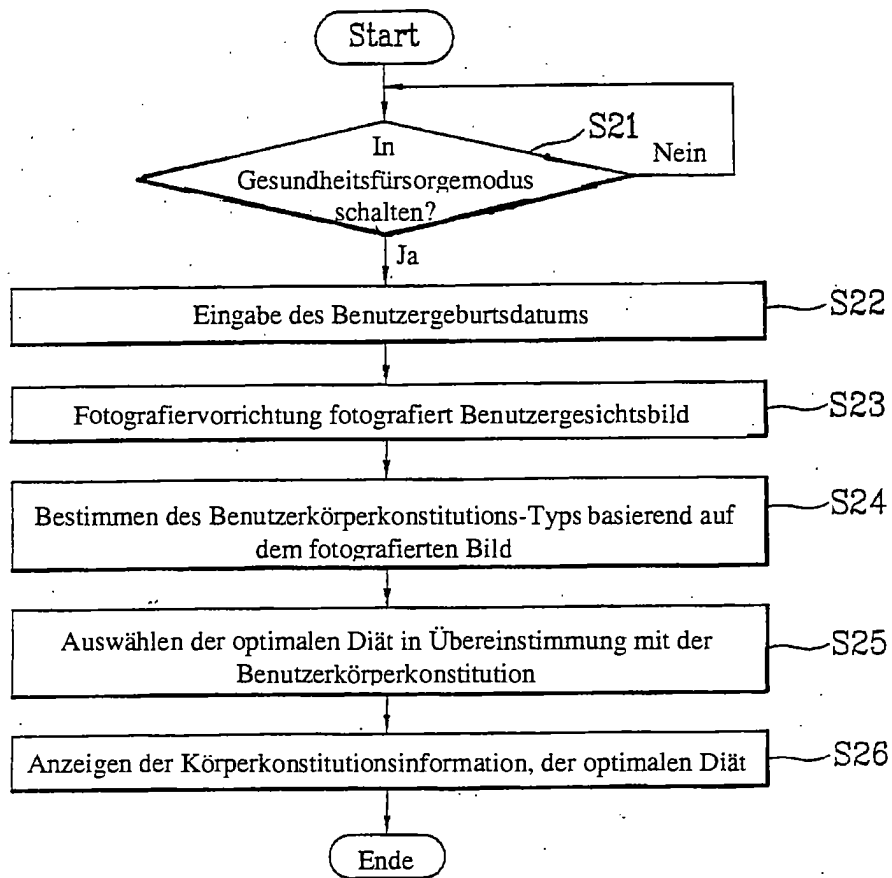 Start
S21
In
Gesundheitsfürsorgemodus
schalten?
Nein
Ja
Eingabe des Benutzergeburtsdatums
S22
Fotografiervorrichtung fotografiert Benutzergesichtsbild
S23
Bestimmen des Benutzerkörperkonstitutions-Typs basierend auf
dem fotografierten Bild
S24
Auswählen der optimalen Diät in Übereinstimmung mit der
Benutzerkörperkonstitution
S25
Anzeigen der Körperkonstitutionsinformation, der optimalen Diät
S26
Ende